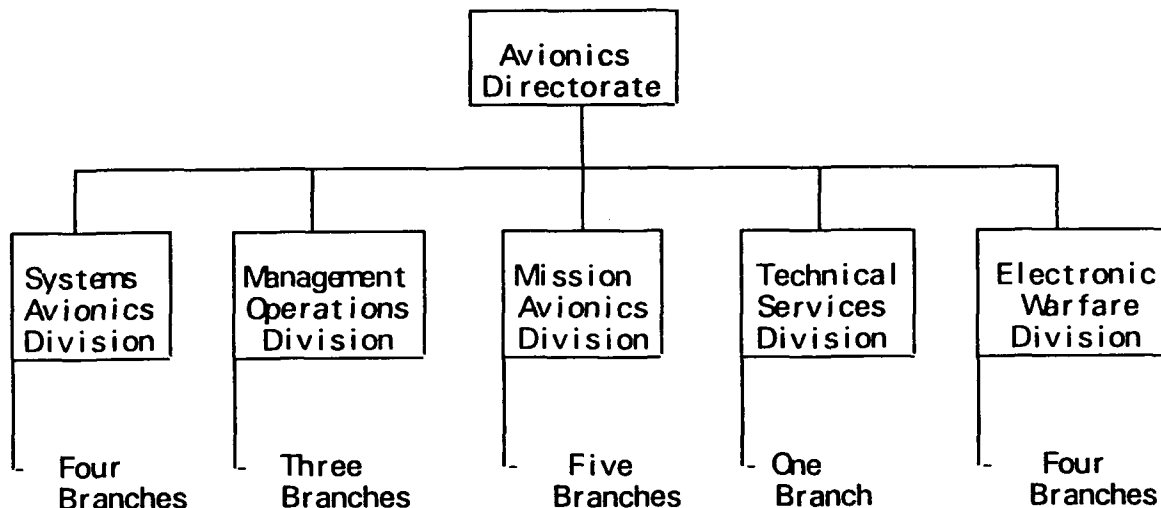 Avionics
Directorate
Systems
Avionics
Division
Management
Operations
Division
Mission
Avionics
Division
Technical
Services
Division
Electronic
Warfare
Division
- Four
Branches
- Three
Branches
- Five
Branches
- One
Branch
- Four
Branches